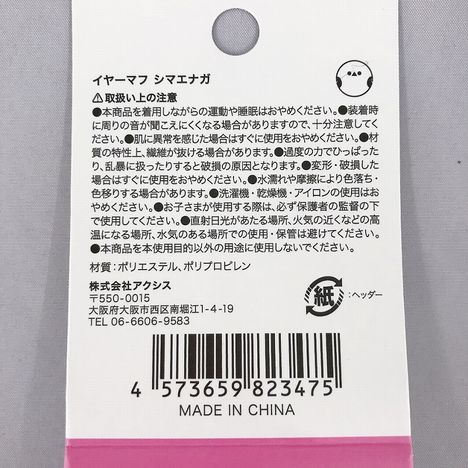 イヤーマフ シマエナガ
⚠取扱い上の注意
●本商品を着用しながらの運動や睡眠はおやめください。●装着時
に周りの音が聞こえにくくなる場合がありますので、十分注意してく
ださい。●肌に異常を感じた場合はすぐに使用をおやめください。●材
質の特性上、繊維が抜ける場合があります。●過度の力でひっぱった
り、乱暴に扱ったりすると破損の原因となります。●変形・破損した
場合はすぐに使用をおやめください。●水濡れや摩擦により色落ち・
色移りする場合があります。●洗濯機・乾燥機・アイロンの使用はお
やめください。●お子さまが使用する際は、必ず保護者の監督の下
で使用してください。●直射日光があたる場所、火気の近くなどの高
温になる場所、水気のある場所での使用・保管は避けてください。
●本商品を本使用目的以外の用途に使用しないでください。
材質：ポリエステル、ポリプロピレン
株式会社アクシス
〒550-0015
大阪府大阪市西区南堀江1-4-19
TEL 06-6606-9583
紙：ヘッダー
4 573659 823475
MADE IN CHINA